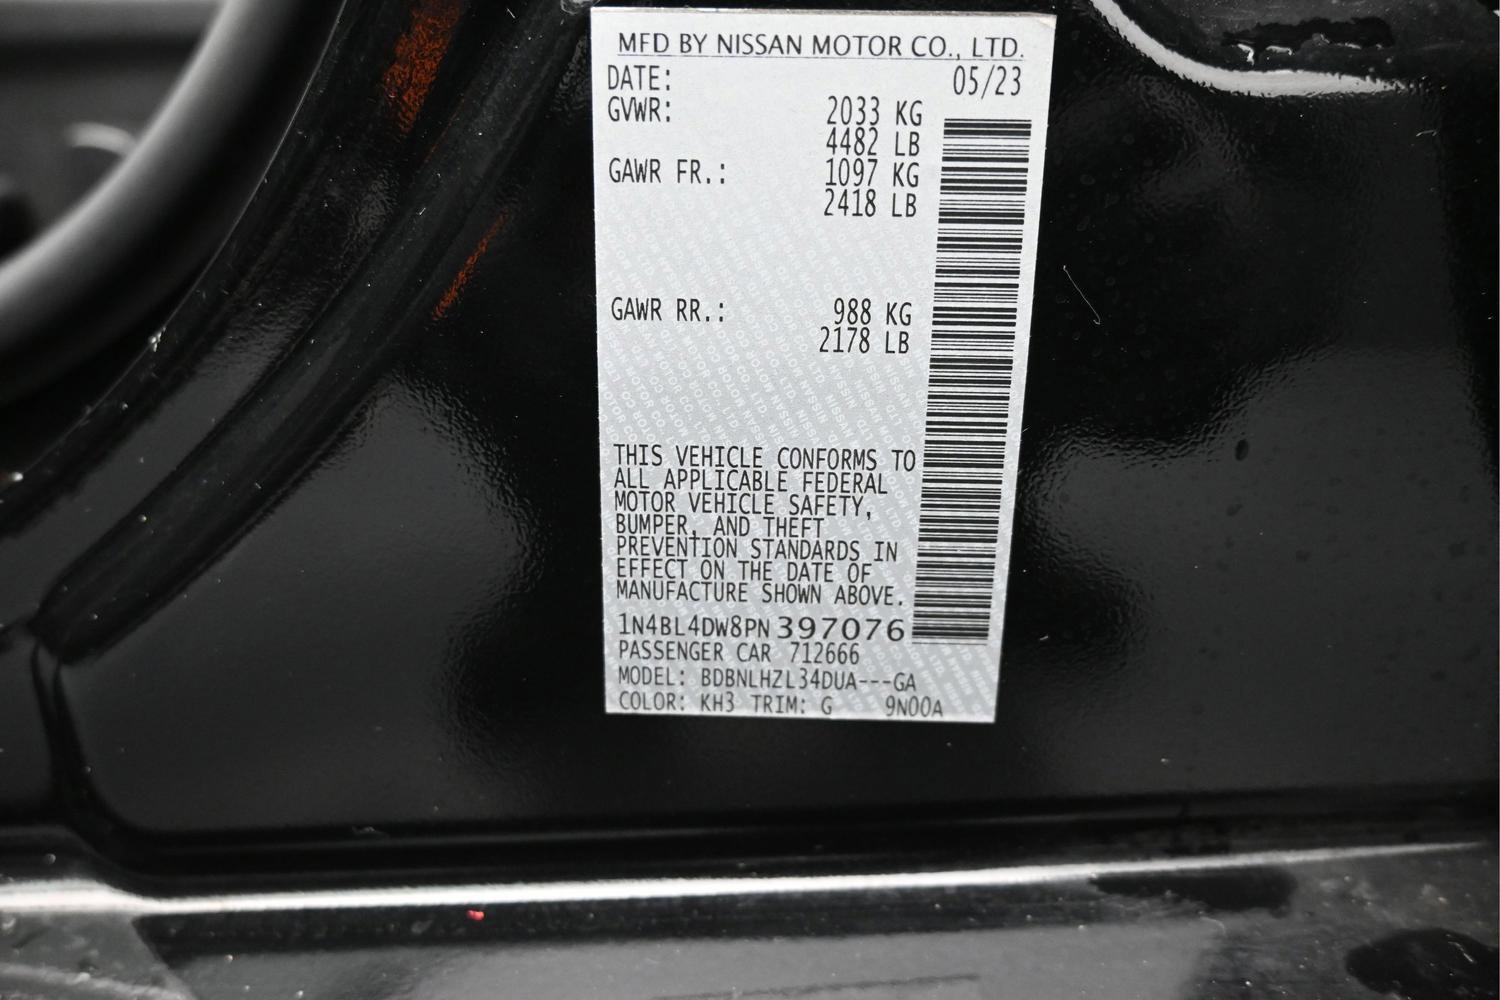 MFD BY NISSAN MOTOR CO., LTD.
DATE: 05/23
GVWR: 2033 KG
4482 LB
GAWR FR.: 1097 KG
2418 LB
GAWR RR.: 988 KG
2178 LB
THIS VEHICLE CONFORMS TO
ALL APPLICABLE FEDERAL
MOTOR VEHICLE SAFETY,
BUMPER, AND THEFT
PREVENTION STANDARDS IN
EFFECT ON THE DATE OF
MANUFACTURE SHOWN ABOVE.
1N4BL4DW8PN397076
PASSENGER CAR 712666
MODEL: BDBNLHZL34DUA---GA
COLOR: KH3 TRIM: G 9N00A